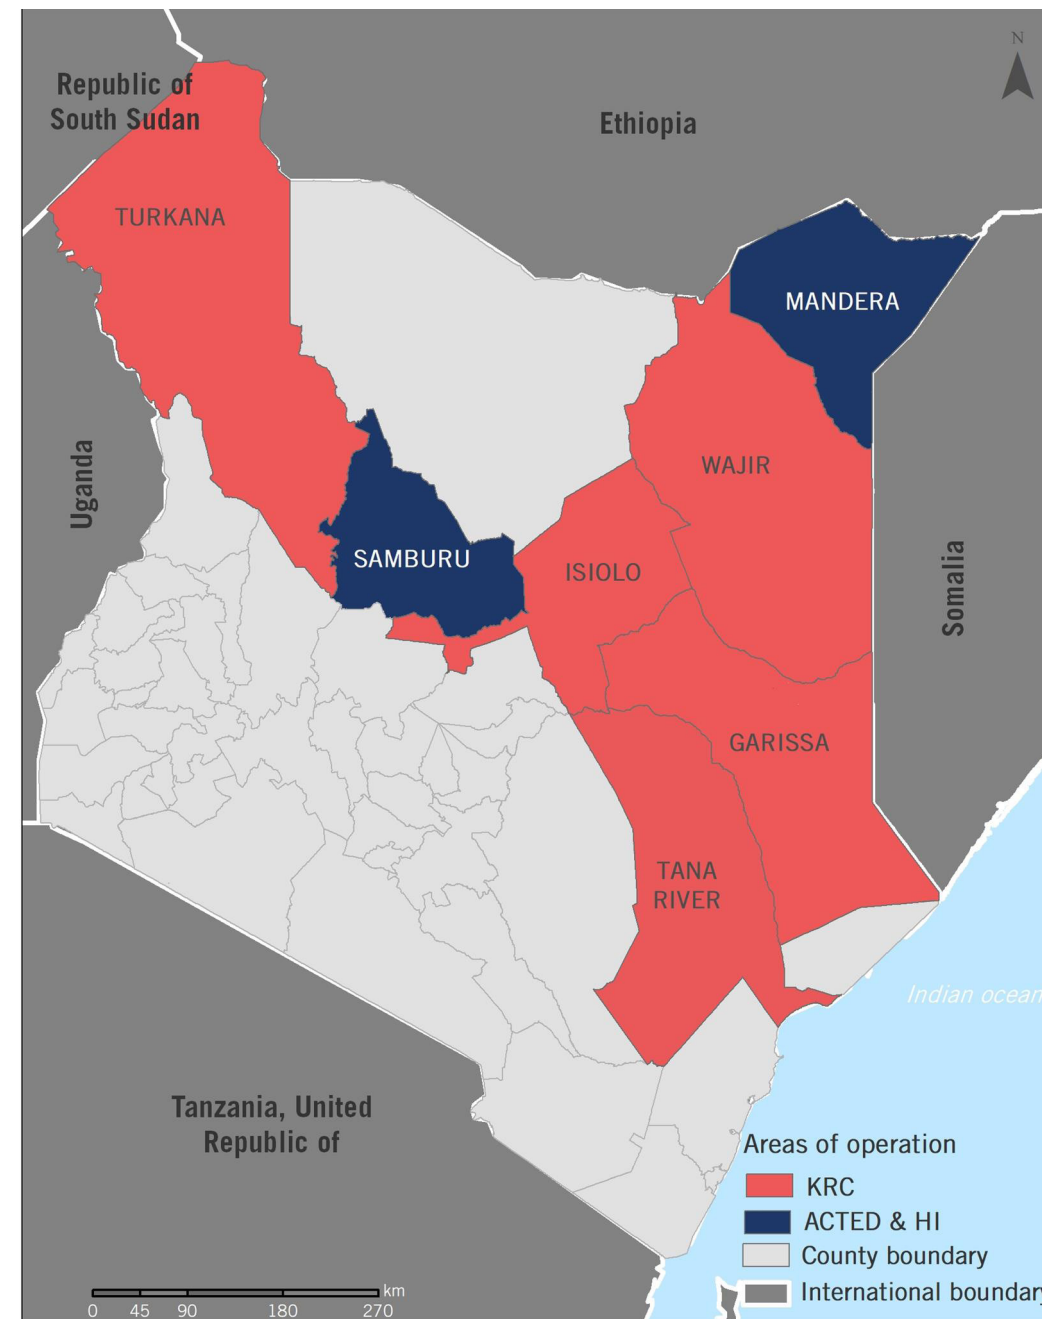 N
Republic of
South Sudan
Ethiopia
TURKANA
MANDERA
Uganda
WAJIR
SAMBURU
ISIOLO
Somalia
GARISSA
TANA
RIVER
Indian ocean
Tanzania, United
Republic of
Areas of operation
KRC
ACTED & HI
County boundary
International boundary
km
0 45 90 180 270